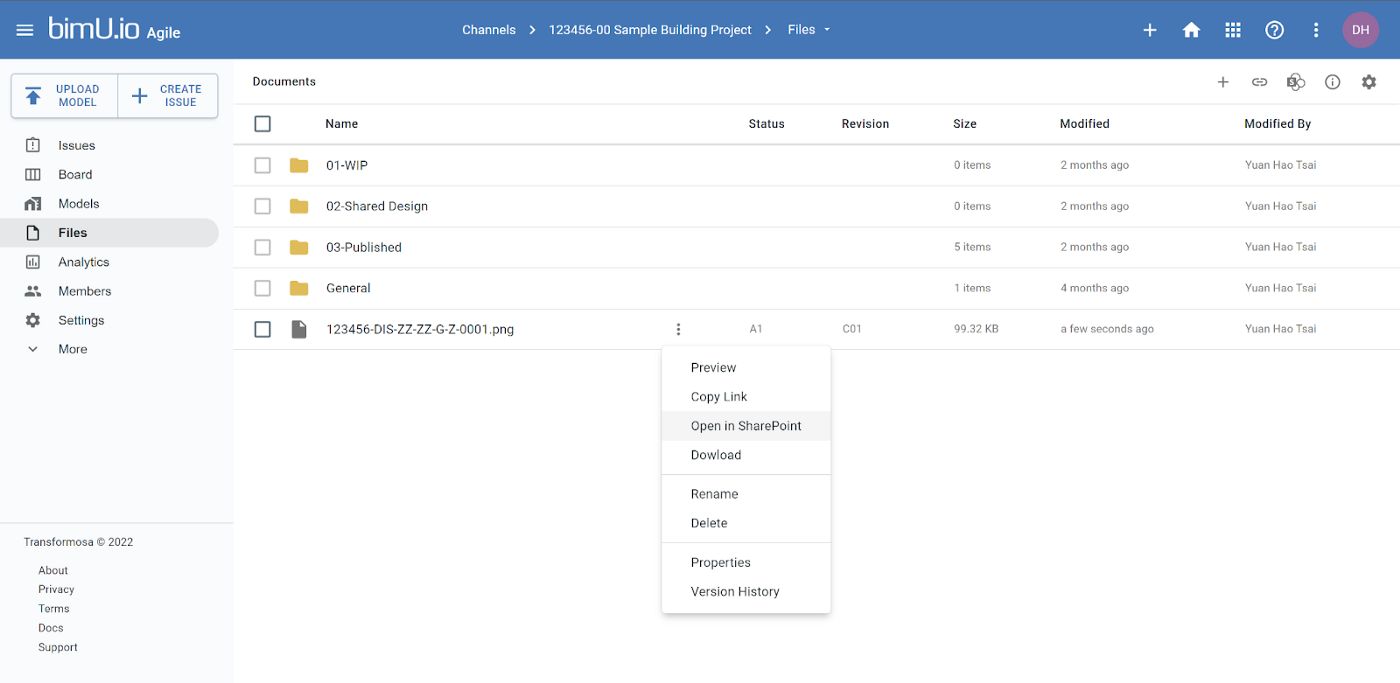 bimU.io Agile
Channels > 123456-00 Sample Building Project > Files
DH
UPLOAD MODEL
CREATE ISSUE
Issues
Board
Models
Files
Analytics
Members
Settings
More
Transformosa © 2022
About
Privacy
Terms
Docs
Support
Documents
Name Status Revision Size Modified Modified By
01-WIP 0 items 2 months ago Yuan Hao Tsai
02-Shared Design 0 items 2 months ago Yuan Hao Tsai
03-Published 5 items 2 months ago Yuan Hao Tsai
General 1 items 4 months ago Yuan Hao Tsai
123456-DIS-ZZ-ZZ-G-Z-0001.png A1 C01 99.32 KB a few seconds ago Yuan Hao Tsai
Preview
Copy Link
Open in SharePoint
Dowload
Rename
Delete
Properties
Version History